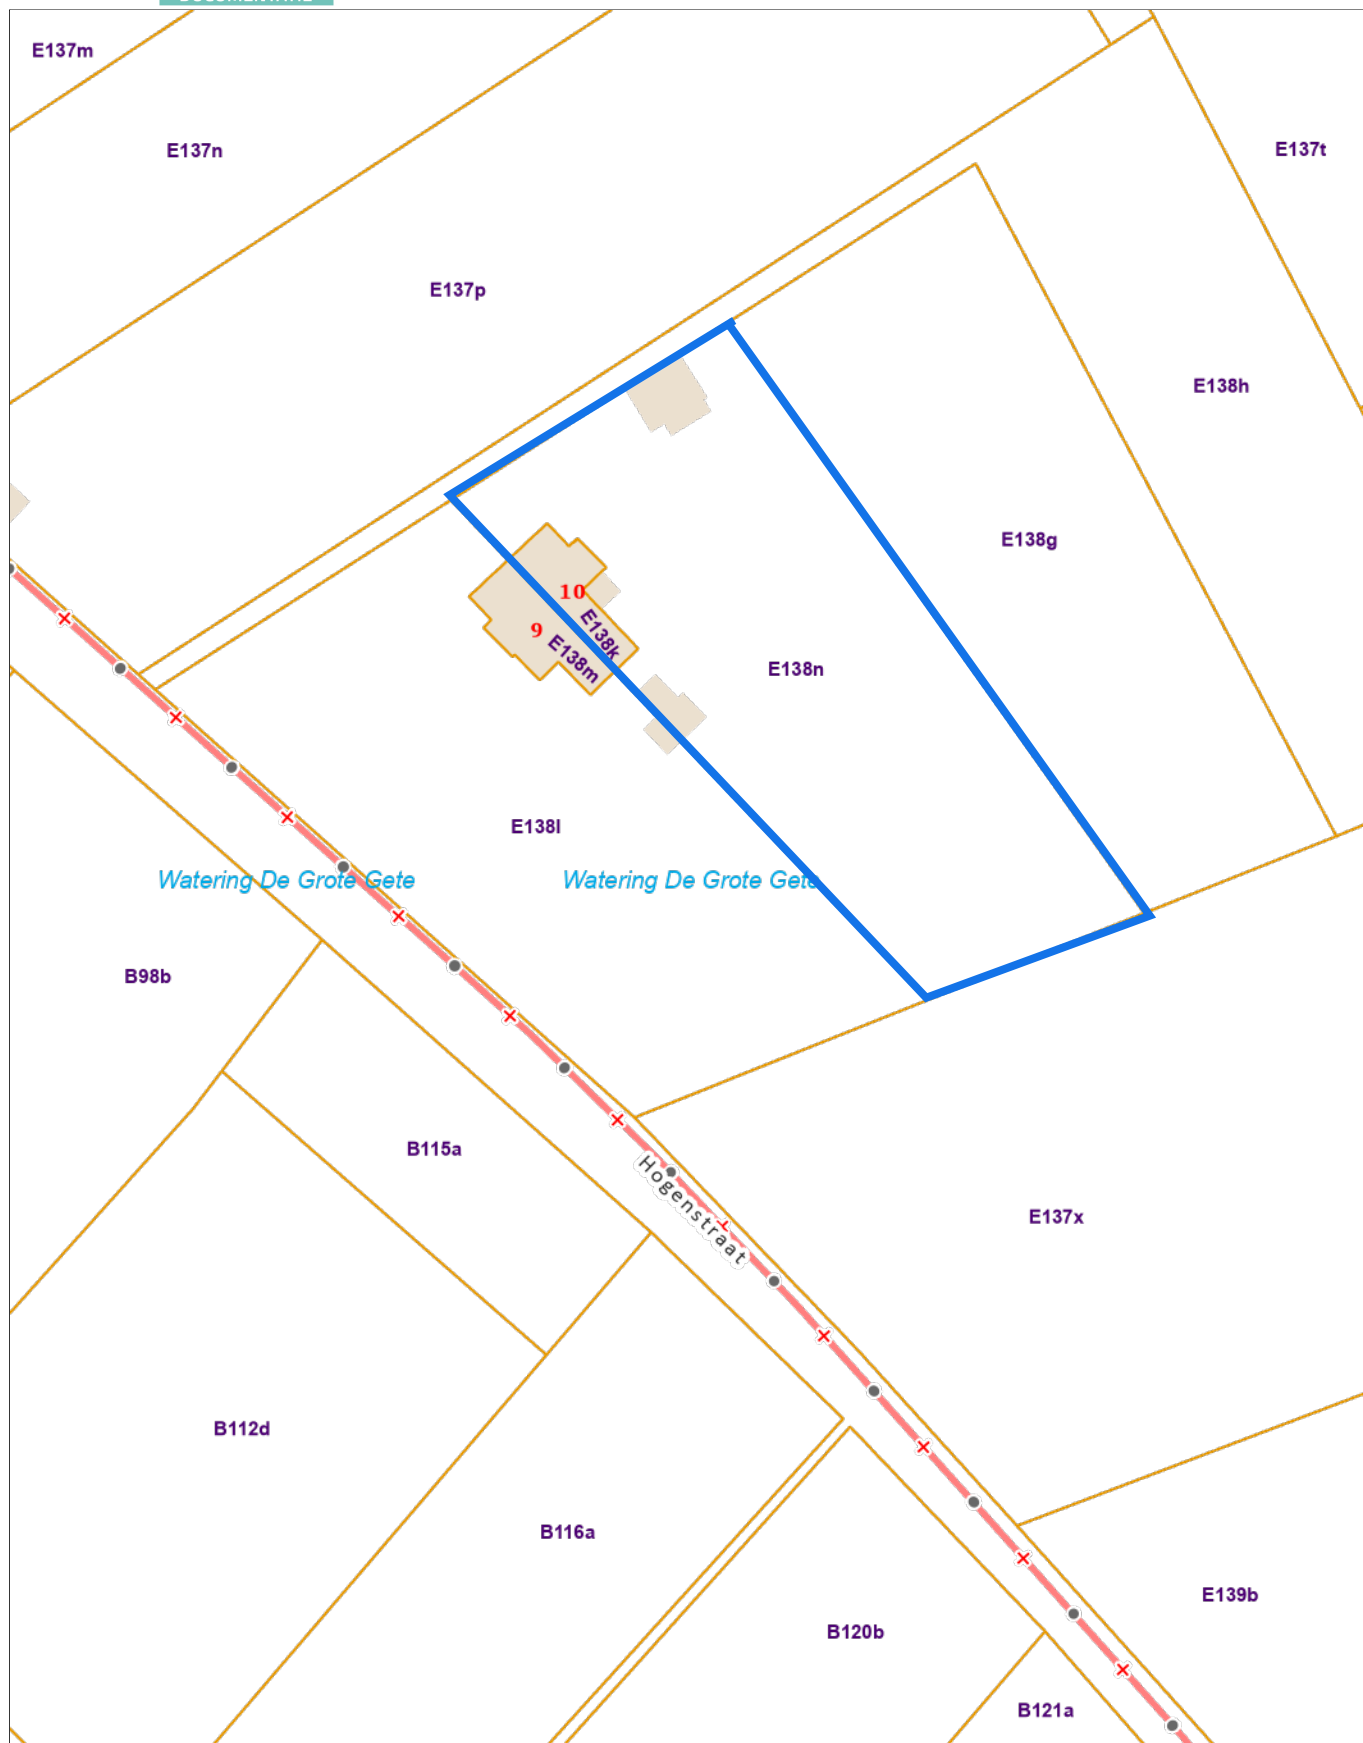 E137m
E137n
E137t
E137p
E138h
E138g
10
9
E138k
E138m
E138n
E138l
Watering De Grote Gete
Watering De Grote Gete
B98b
B115a
Hogenstraat
E137x
B112d
B116a
E139b
B120b
B121a